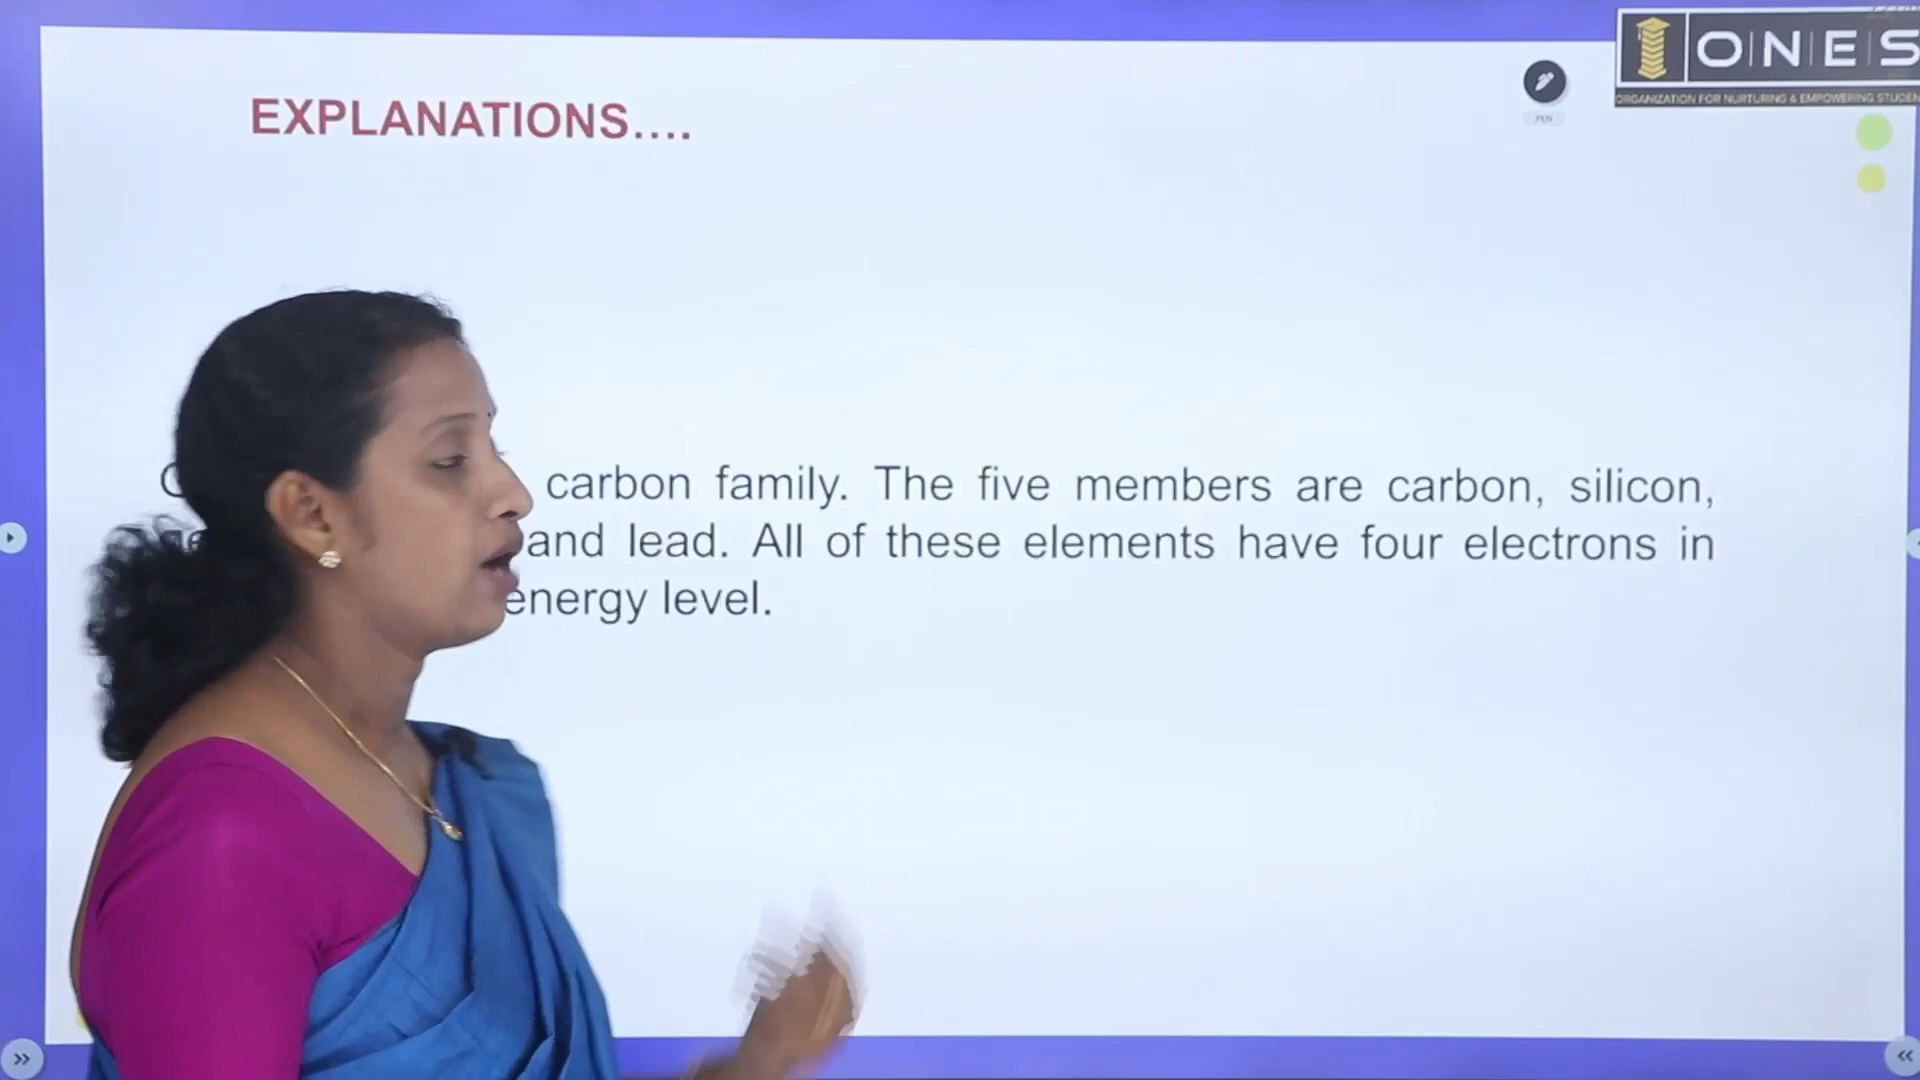 EXPLANATIONS....
ONES
ORGANIZATION FOR NURTURING & EMPOWERING
PEN
carbon family. The five members are carbon, silicon,
and lead. All of these elements have four electrons in
energy level.